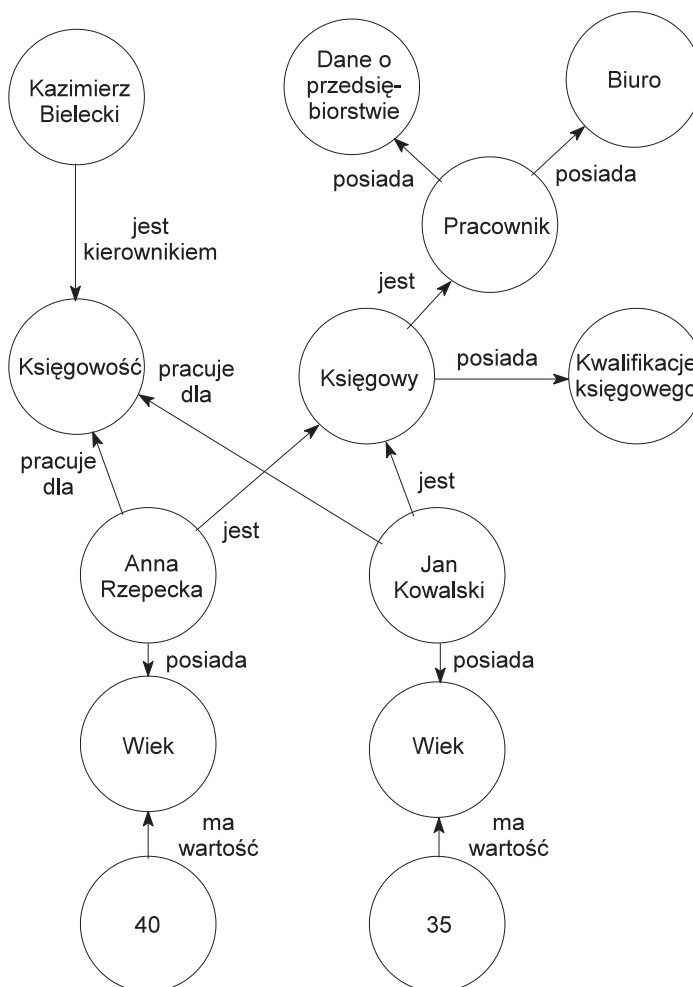 Kazimierz
Bielecki
Dane o
przedsię-
biorstwie
Biuro
posiada
posiada
Pracownik
jest
kierownikiem
jest
Księgowość
pracuje
dla
Księgowy
posiada
Kwalifikacje
księgowego
pracuje
dla
jest
jest
Anna
Rzepecka
Jan
Kowalski
posiada
posiada
Wiek
Wiek
ma
wartość
ma
wartość
40
35